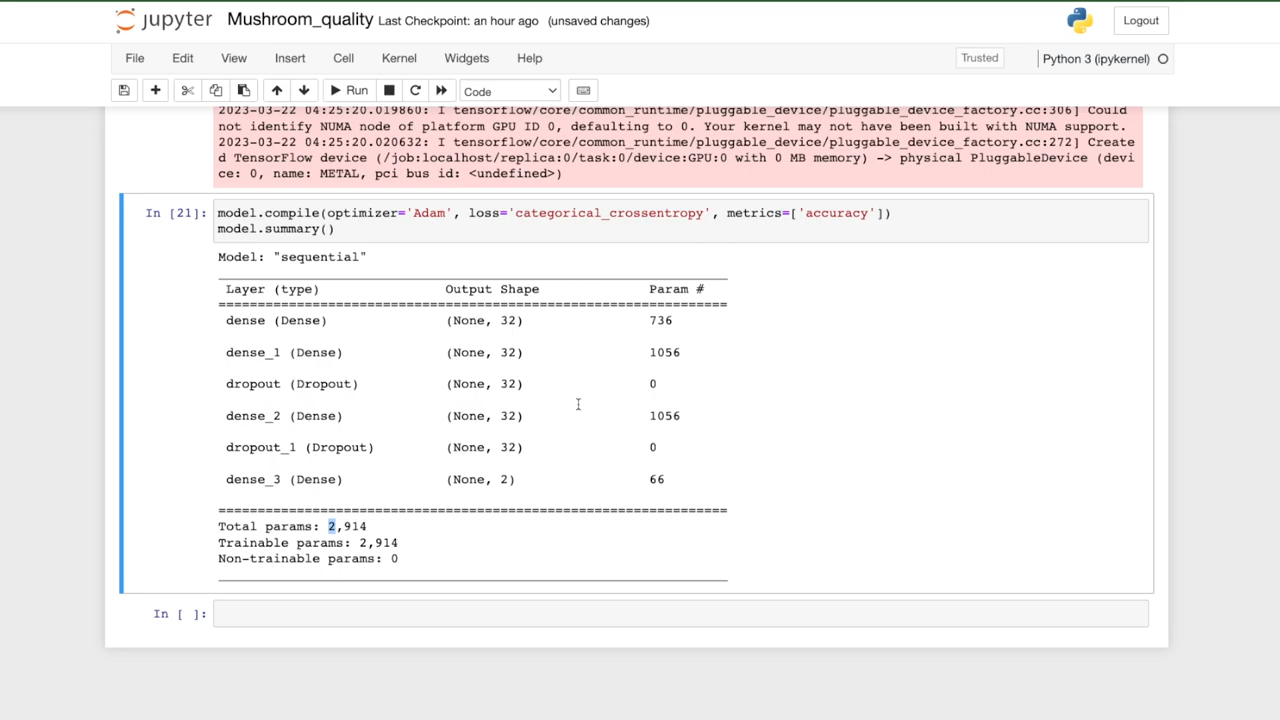 jupyter Mushroom_quality Last Checkpoint: an hour ago (unsaved changes) Logout
File Edit View Insert Cell Kernel Widgets Help Trusted Python 3 (ipykernel)
Run Code
2023-03-22 04:25:20.019860: I tensorflow/core/common_runtime/pluggable_device/pluggable_device_factory.cc:306] Could
not identify NUMA node of platform GPU ID 0, defaulting to 0. Your kernel may not have been built with NUMA support.
2023-03-22 04:25:20.020632: I tensorflow/core/common_runtime/pluggable_device/pluggable_device_factory.cc:272] Create
d TensorFlow device (/job:localhost/replica:0/task:0/device:GPU:0 with 0 MB memory) -> physical PluggableDevice (devi
ce: 0, name: METAL, pci bus id: <undefined>)
In [21]: model.compile(optimizer='Adam', loss='categorical_crossentropy', metrics=['accuracy'])
model.summary()
Model: "sequential"
Layer (type) Output Shape Param #
dense (Dense) (None, 32) 736
dense_1 (Dense) (None, 32) 1056
dropout (Dropout) (None, 32) 0
dense_2 (Dense) (None, 32) 1056
dropout_1 (Dropout) (None, 32) 0
dense_3 (Dense) (None, 2) 66
Total params: 2,914
Trainable params: 2,914
Non-trainable params: 0
In [ ]: